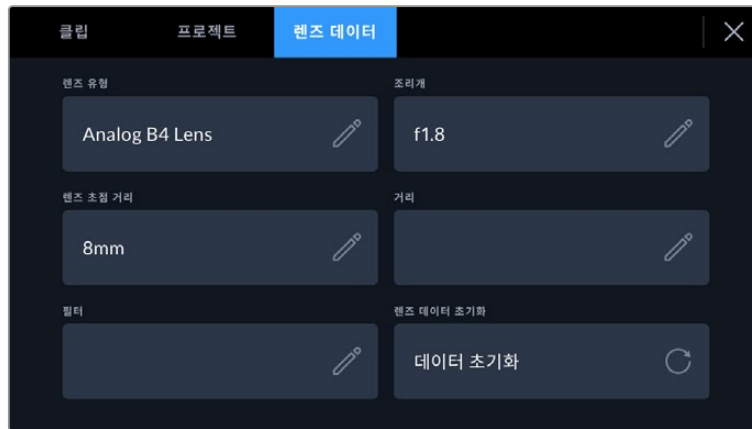 클립 프로젝트 렌즈 데이터
렌즈 유형 조리개
Analog B4 Lens f1.8
렌즈 초점 거리 거리
8mm
필터 렌즈 데이터 초기화
데이터 초기화